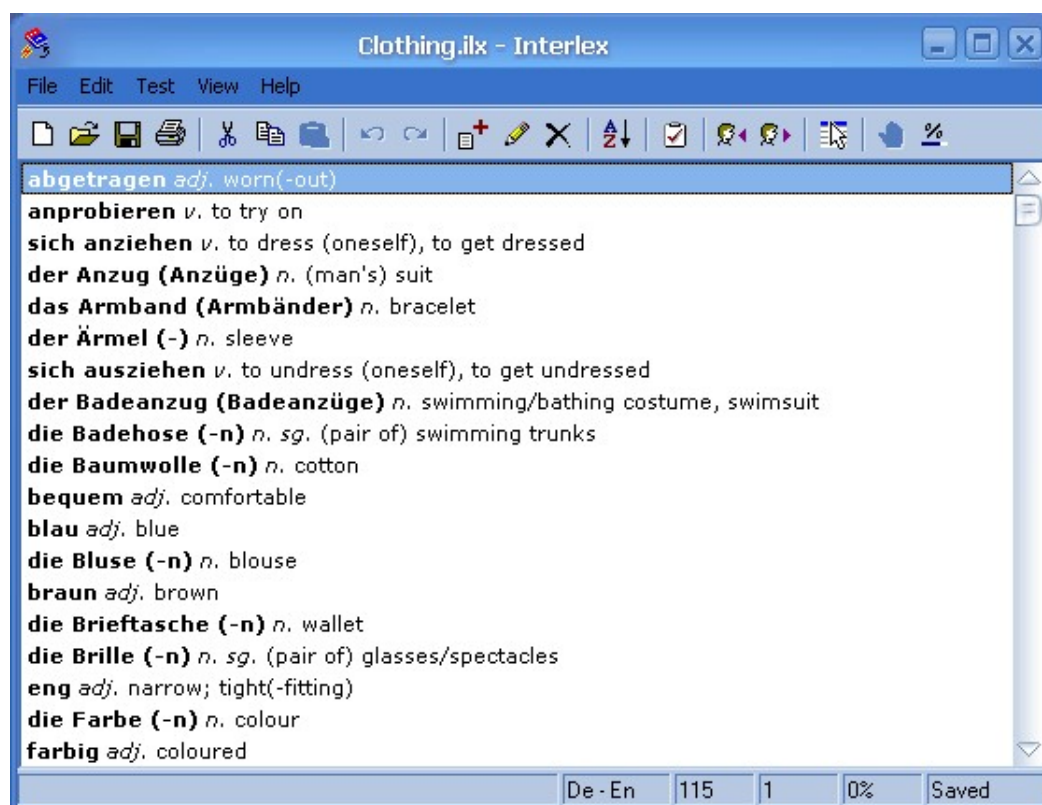 Clothing.ilx - Interlex
File Edit Test View Help
abgetragen adj. worn(-out)
anprobieren v. to try on
sich anziehen v. to dress (oneself), to get dressed
der Anzug (Anzüge) n. (man's) suit
das Armband (Armbänder) n. bracelet
der Ärmel (-) n. sleeve
sich ausziehen v. to undress (oneself), to get undressed
der Badeanzug (Badeanzüge) n. swimming/bathing costume, swimsuit
die Badehose (-n) n. sg. (pair of) swimming trunks
die Baumwolle (-n) n. cotton
bequem adj. comfortable
blau adj. blue
die Bluse (-n) n. blouse
braun adj. brown
die Brieftasche (-n) n. wallet
die Brille (-n) n. sg. (pair of) glasses/spectacles
eng adj. narrow; tight(-fitting)
die Farbe (-n) n. colour
farbig adj. coloured
De - En 115 1 0% Saved